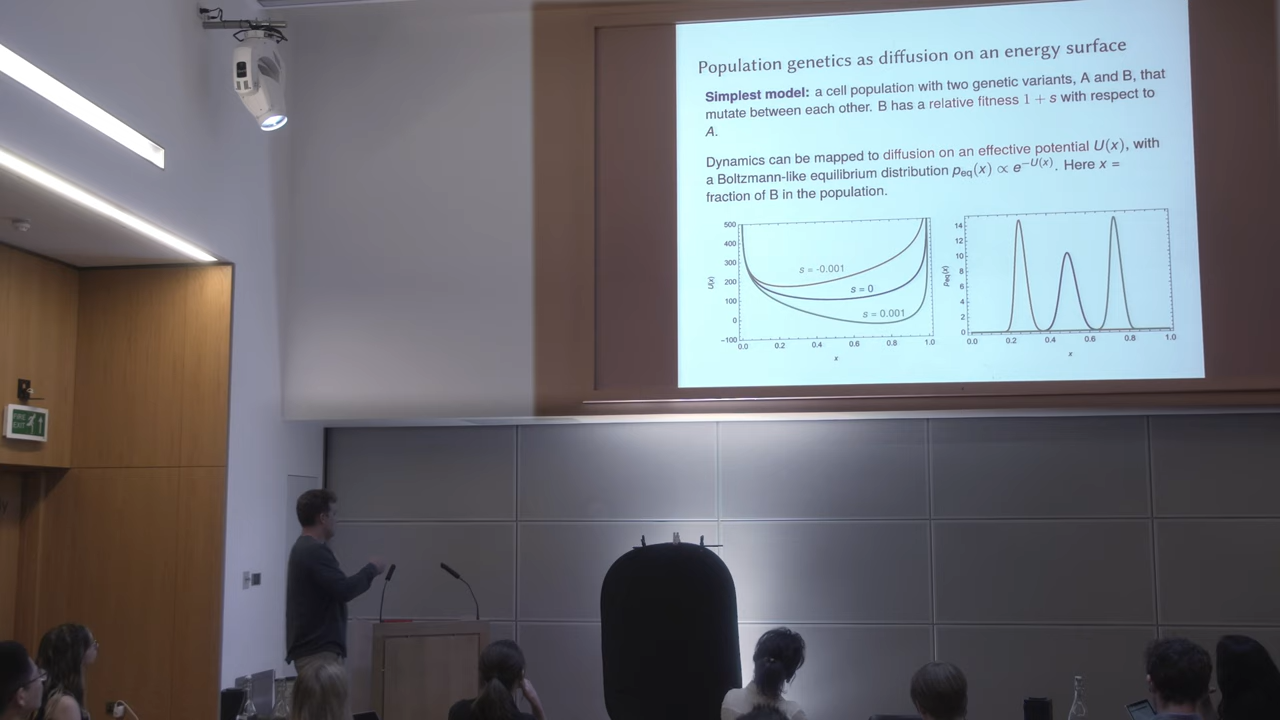 Population genetics as diffusion on an energy surface
Simplest model: a cell population with two genetic variants, A and B, that
mutate between each other. B has a relative fitness 1 + s with respect to
A.
Dynamics can be mapped to diffusion on an effective potential U(x), with
a Boltzmann-like equilibrium distribution peq(x) ∝ e^−U(x). Here x =
fraction of B in the population.
500
400
300
200
100
0
−100
U(x)
s = -0.001
s = 0
s = 0.001
0.0 0.2 0.4 0.6 0.8 1.0
x
14
12
10
8
6
4
2
0
peq(x)
0.0 0.2 0.4 0.6 0.8 1.0
x
FIRE
EXIT